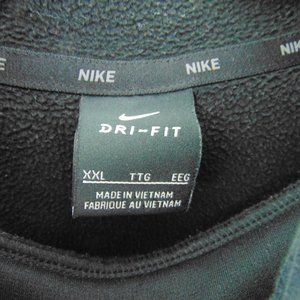 NIKE
NIKE
NIKE
DRI-FIT
XXL TTG EEG
MADE IN VIETNAM
FABRIQUE AU VIETNAM